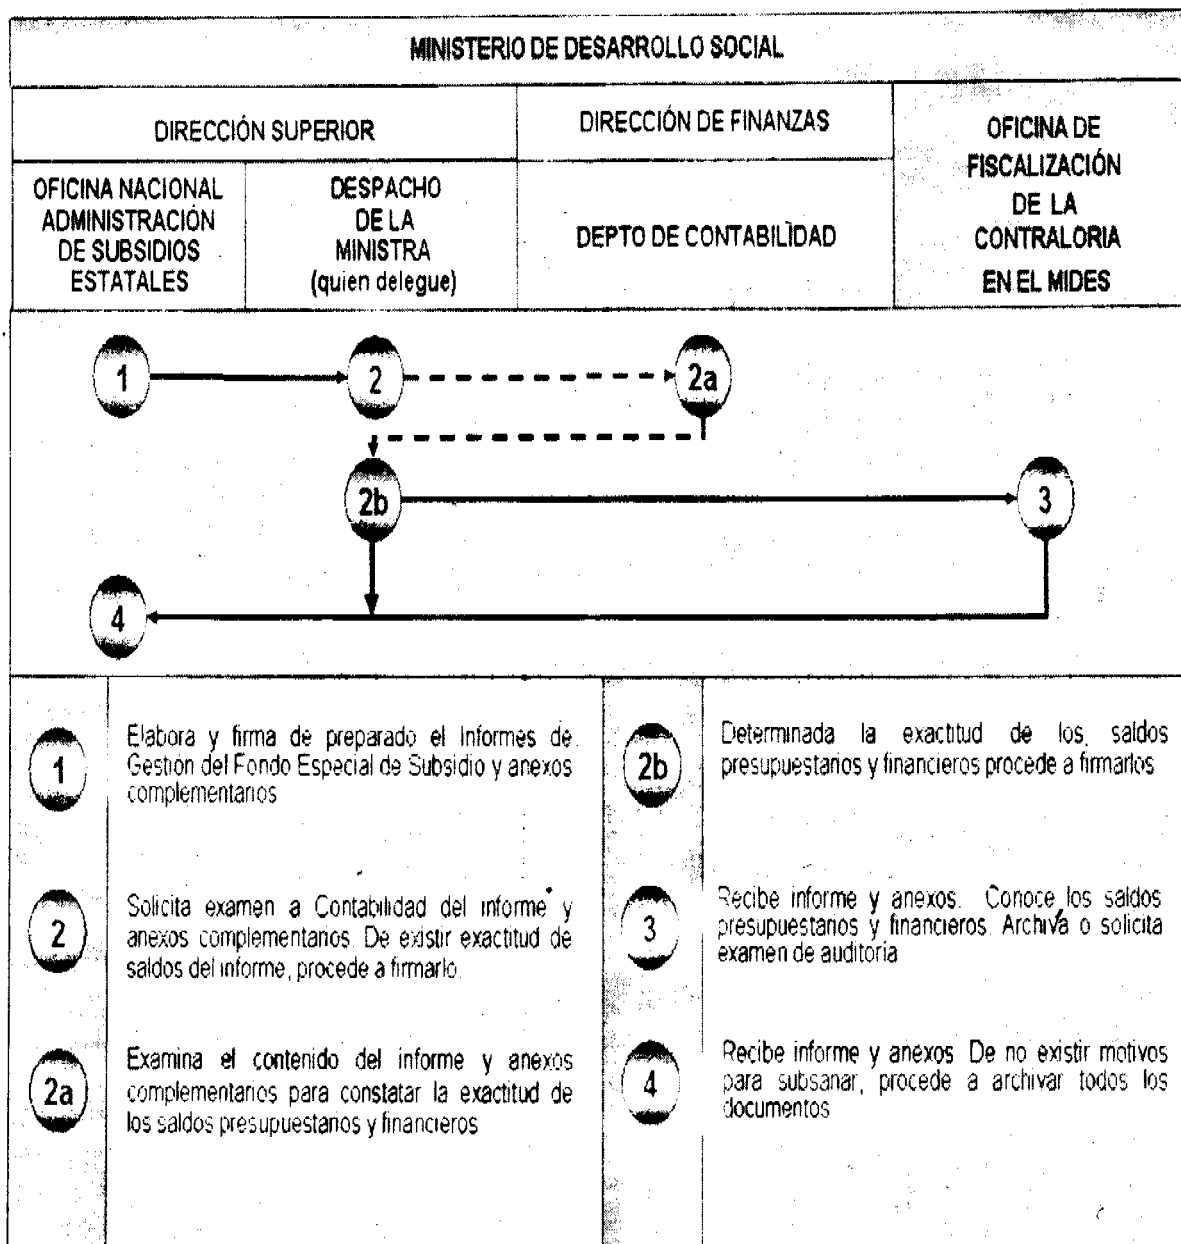 MINISTERIO DE DESARROLLO SOCIAL
DIRECCIÓN SUPERIOR
DIRECCIÓN DE FINANZAS
OFICINA DE
FISCALIZACIÓN
DE LA
CONTRALORIA
EN EL MIDES
OFICINA NACIONAL
ADMINISTRACIÓN
DE SUBSIDIOS
ESTATALES
DESPACHO
DE LA
MINISTRA
(quien delegue)
DEPTO DE CONTABILIDAD
1
2
2a
2b
3
4
1
Elabora y firma de preparado el Informes de
Gestión del Fondo Especial de Subsidio y anexos
complementarios
2
Solicita examen a Contabilidad del informe y
anexos complementarios. De existir exactitud de
saldos del informe, procede a firmarlo.
2a
Examina el contenido del informe y anexos
complementarios para constatar la exactitud de
los saldos presupuestarios y financieros
2b
Determinada la exactitud de los saldos
presupuestarios y financieros procede a firmarlos
3
Recibe informe y anexos. Conoce los saldos
presupuestarios y financieros. Archiva o solicita
examen de auditoria
4
Recibe informe y anexos De no existir motivos
para subsanar, procede a archivar todos los
documentos